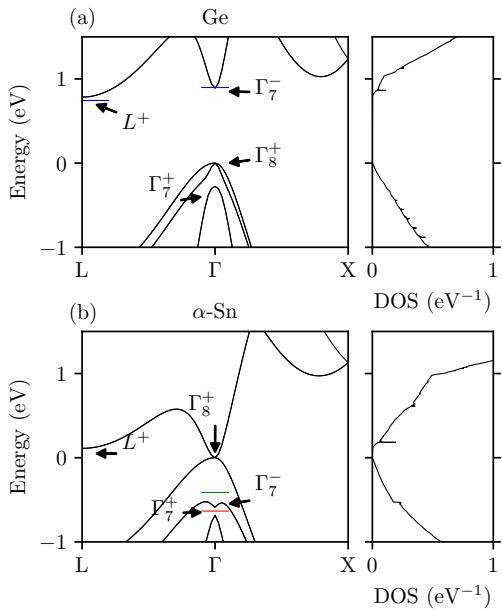 (a)
Ge
Energy (eV)
1
0
−1
L
Γ
X
Γ₇⁻
L⁺
Γ₈⁺
Γ₇⁺
0
1
DOS (eV⁻¹)
(b)
α-Sn
Energy (eV)
1
0
−1
L
Γ
X
Γ₈⁺
L⁺
Γ₇⁺
Γ₇⁻
0
1
DOS (eV⁻¹)